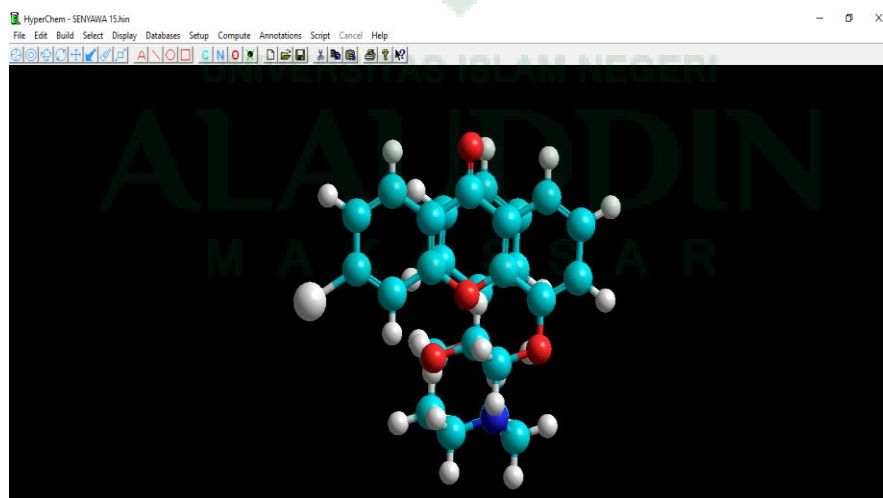 HyperChem - SENYAWA 15.hin
File Edit Build Select Display Databases Setup Compute Annotations Script Cancel Help
A C N O
UNIVERSITAS ISLAM NEGERI
ALAUDDIN
MAKASSAR